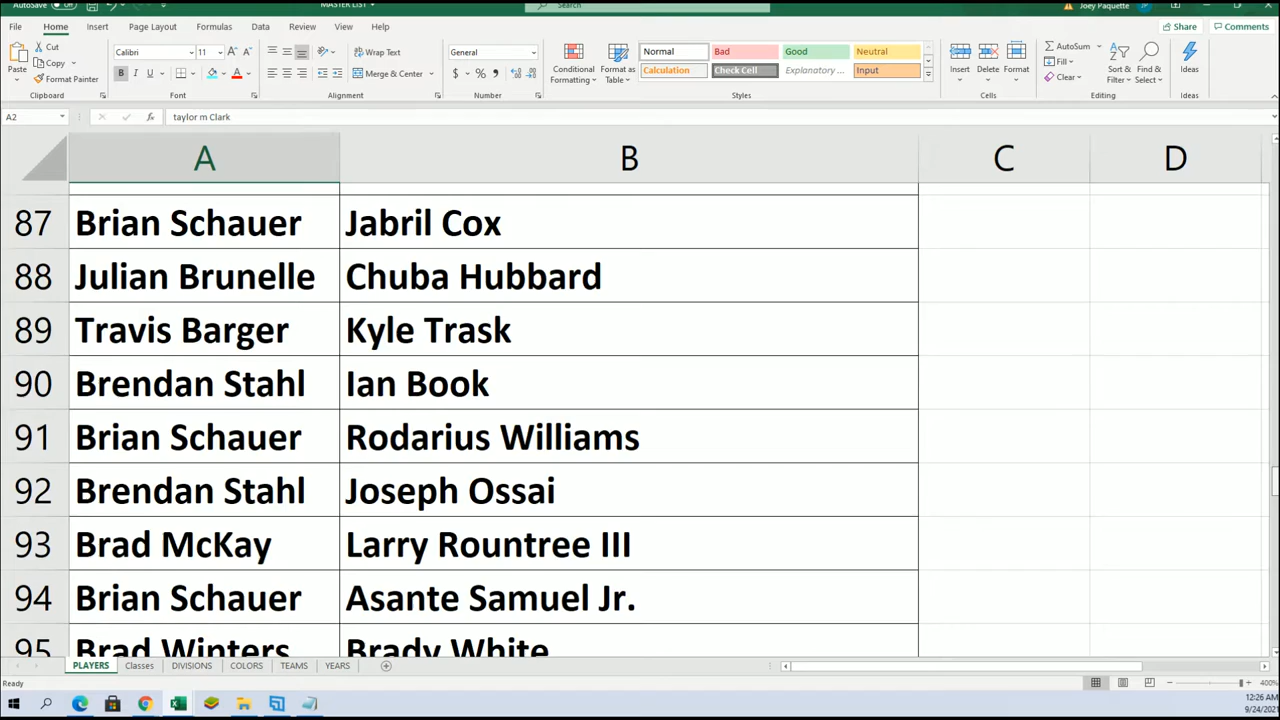 AutoSave Off MASTER LIST Search Joey Paquette
File Home Insert Page Layout Formulas Data Review View Help Share Comments
Paste Cut Copy Format Painter Clipboard
Calibri 11 A A B I U A Font
Wrap Text Merge & Center Alignment
General $ % , Number
Conditional Formatting Format as Table
Normal Bad Good Neutral
Calculation Check Cell Explanatory ... Input
Styles
Insert Delete Format Cells
AutoSum Fill Clear Sort & Filter Find & Select Editing
Ideas Ideas
A2 fx taylor m Clark
A B C D
87 Brian Schauer Jabril Cox
88 Julian Brunelle Chuba Hubbard
89 Travis Barger Kyle Trask
90 Brendan Stahl Ian Book
91 Brian Schauer Rodarius Williams
92 Brendan Stahl Joseph Ossai
93 Brad McKay Larry Rountree III
94 Brian Schauer Asante Samuel Jr.
95 Brad Winters Brady White
PLAYERS Classes DIVISIONS COLORS TEAMS YEARS
Ready 400%
12:26 AM
9/24/2021